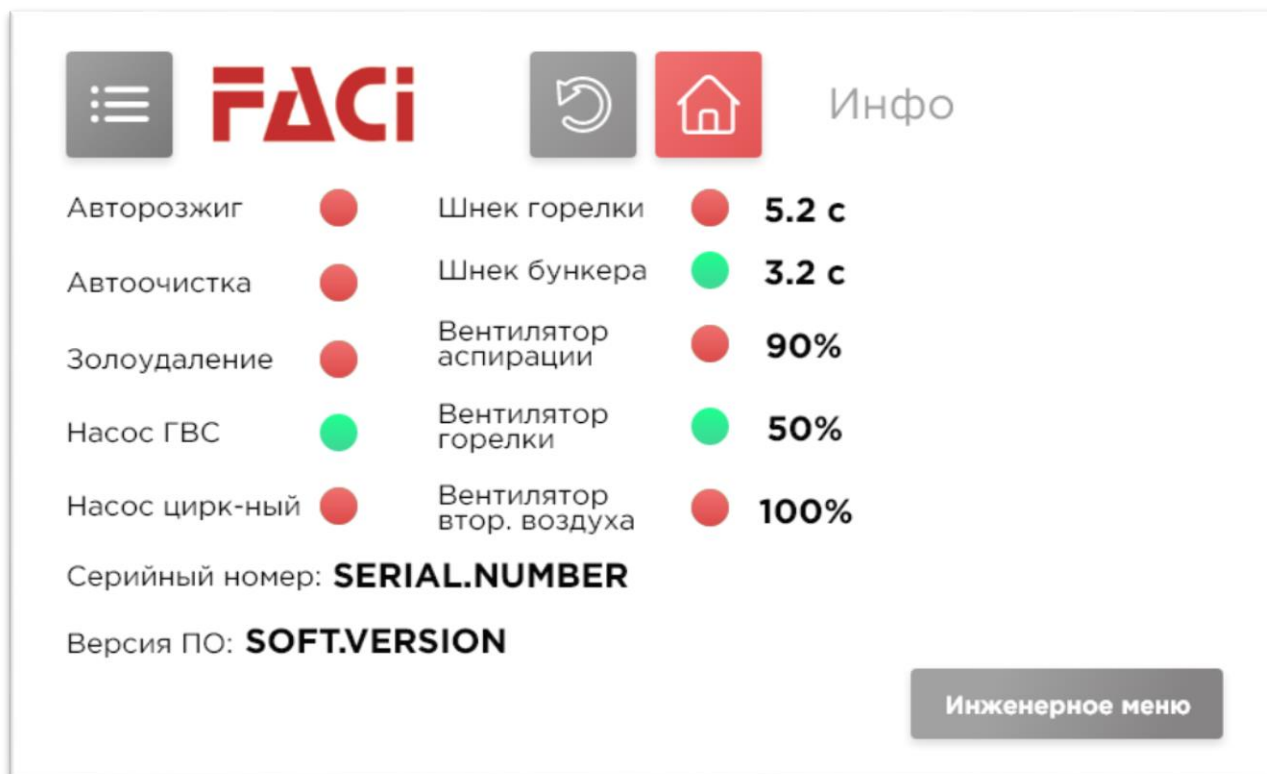 FACi
Инфо
Авторозжиг
Шнек горелки 5.2 с
Автоочистка
Шнек бункера 3.2 с
Золоудаление
Вентилятор
аспирации
90%
Насос ГВС
Вентилятор
горелки
50%
Насос цирк-ный
Вентилятор
втор. воздуха
100%
Серийный номер: SERIAL.NUMBER
Версия ПО: SOFT.VERSION
Инженерное меню